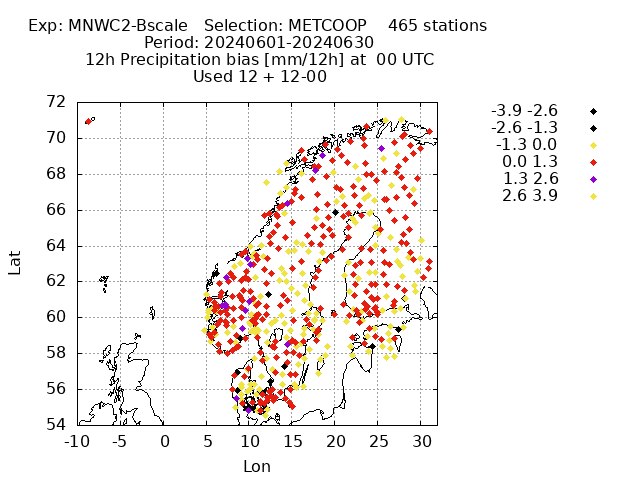 Exp: MNWC2-Bscale   Selection: METCOOP    465 stations
Period: 20240601-20240630
12h Precipitation bias [mm/12h] at  00 UTC
Used 12 + 12-00
-3.9 -2.6
-2.6 -1.3
-1.3 0.0
0.0 1.3
1.3 2.6
2.6 3.9
72
70
68
66
64
62
60
58
56
54
Lat
-10 -5 0 5 10 15 20 25 30
Lon